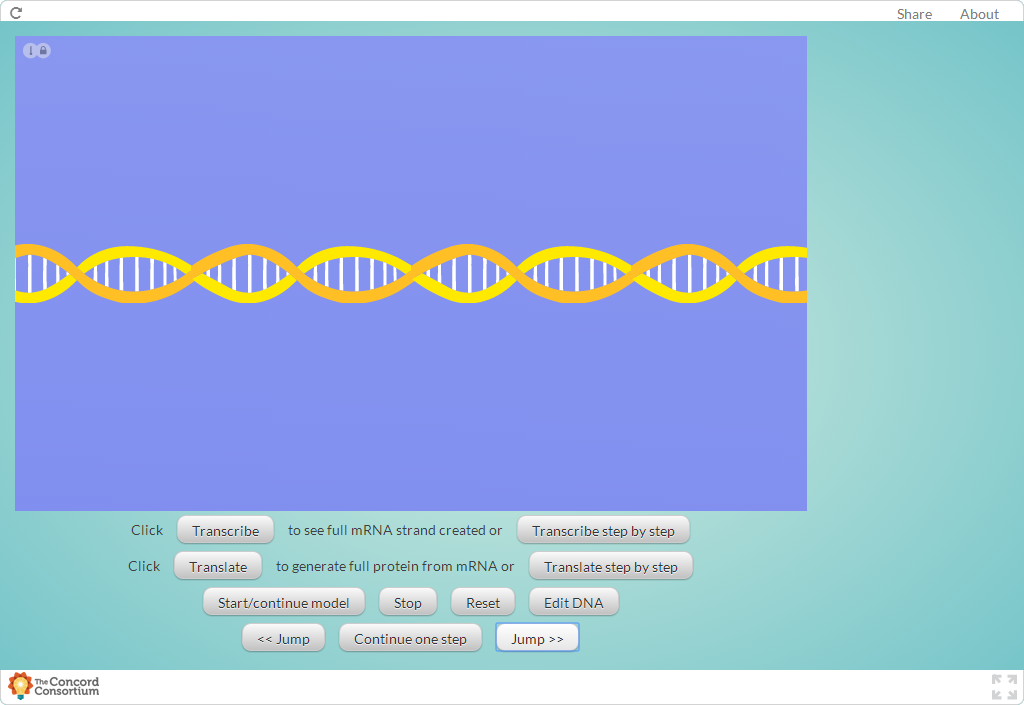 Share About
Click Transcribe to see full mRNA strand created or Transcribe step by step
Click Translate to generate full protein from mRNA or Translate step by step
Start/continue model Stop Reset Edit DNA
<< Jump Continue one step Jump >>
The Concord
Consortium